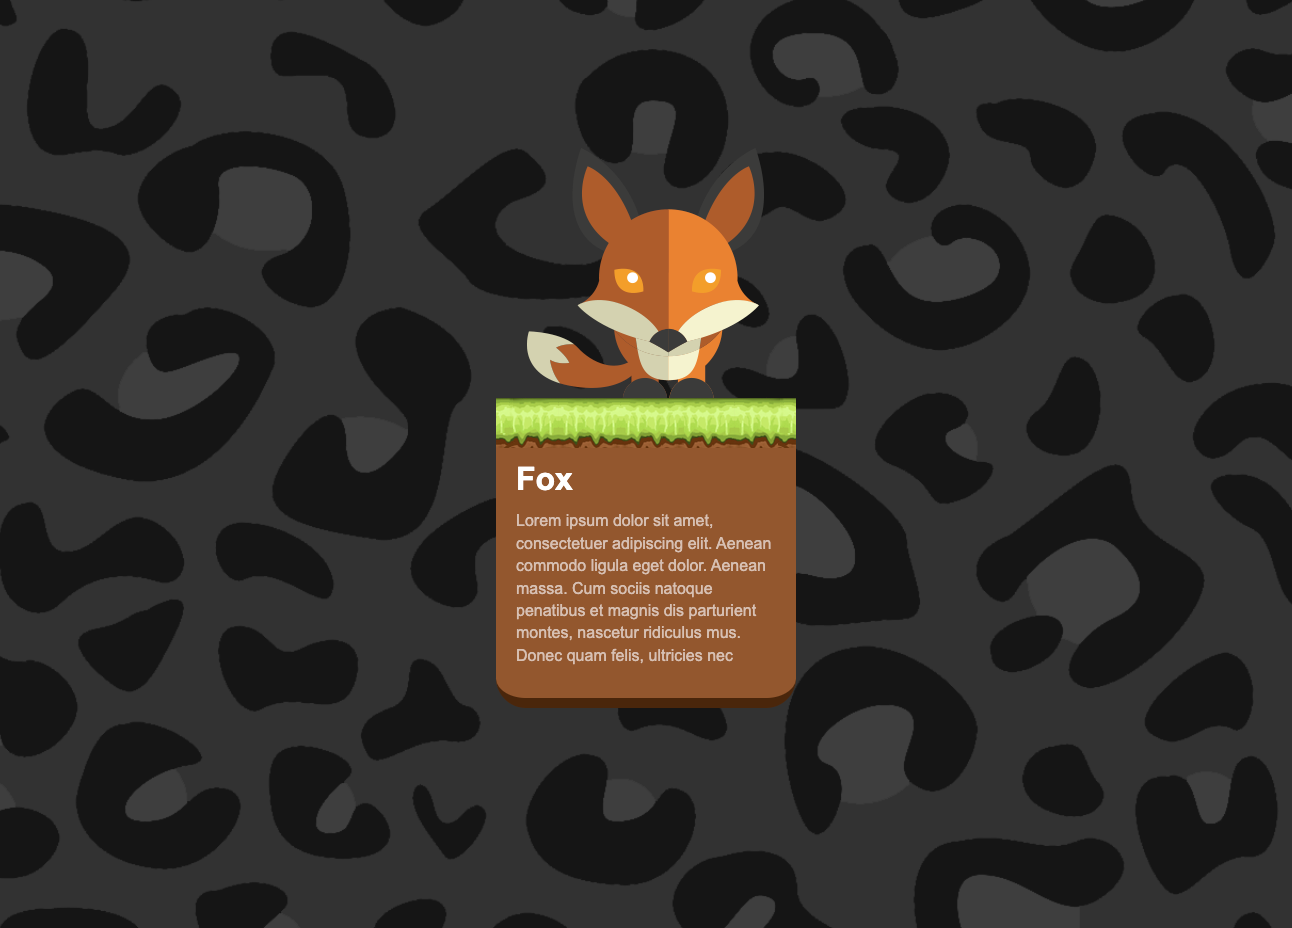 Fox
Lorem ipsum dolor sit amet,
consectetuer adipiscing elit. Aenean
commodo ligula eget dolor. Aenean
massa. Cum sociis natoque
penatibus et magnis dis parturient
montes, nascetur ridiculus mus.
Donec quam felis, ultricies nec